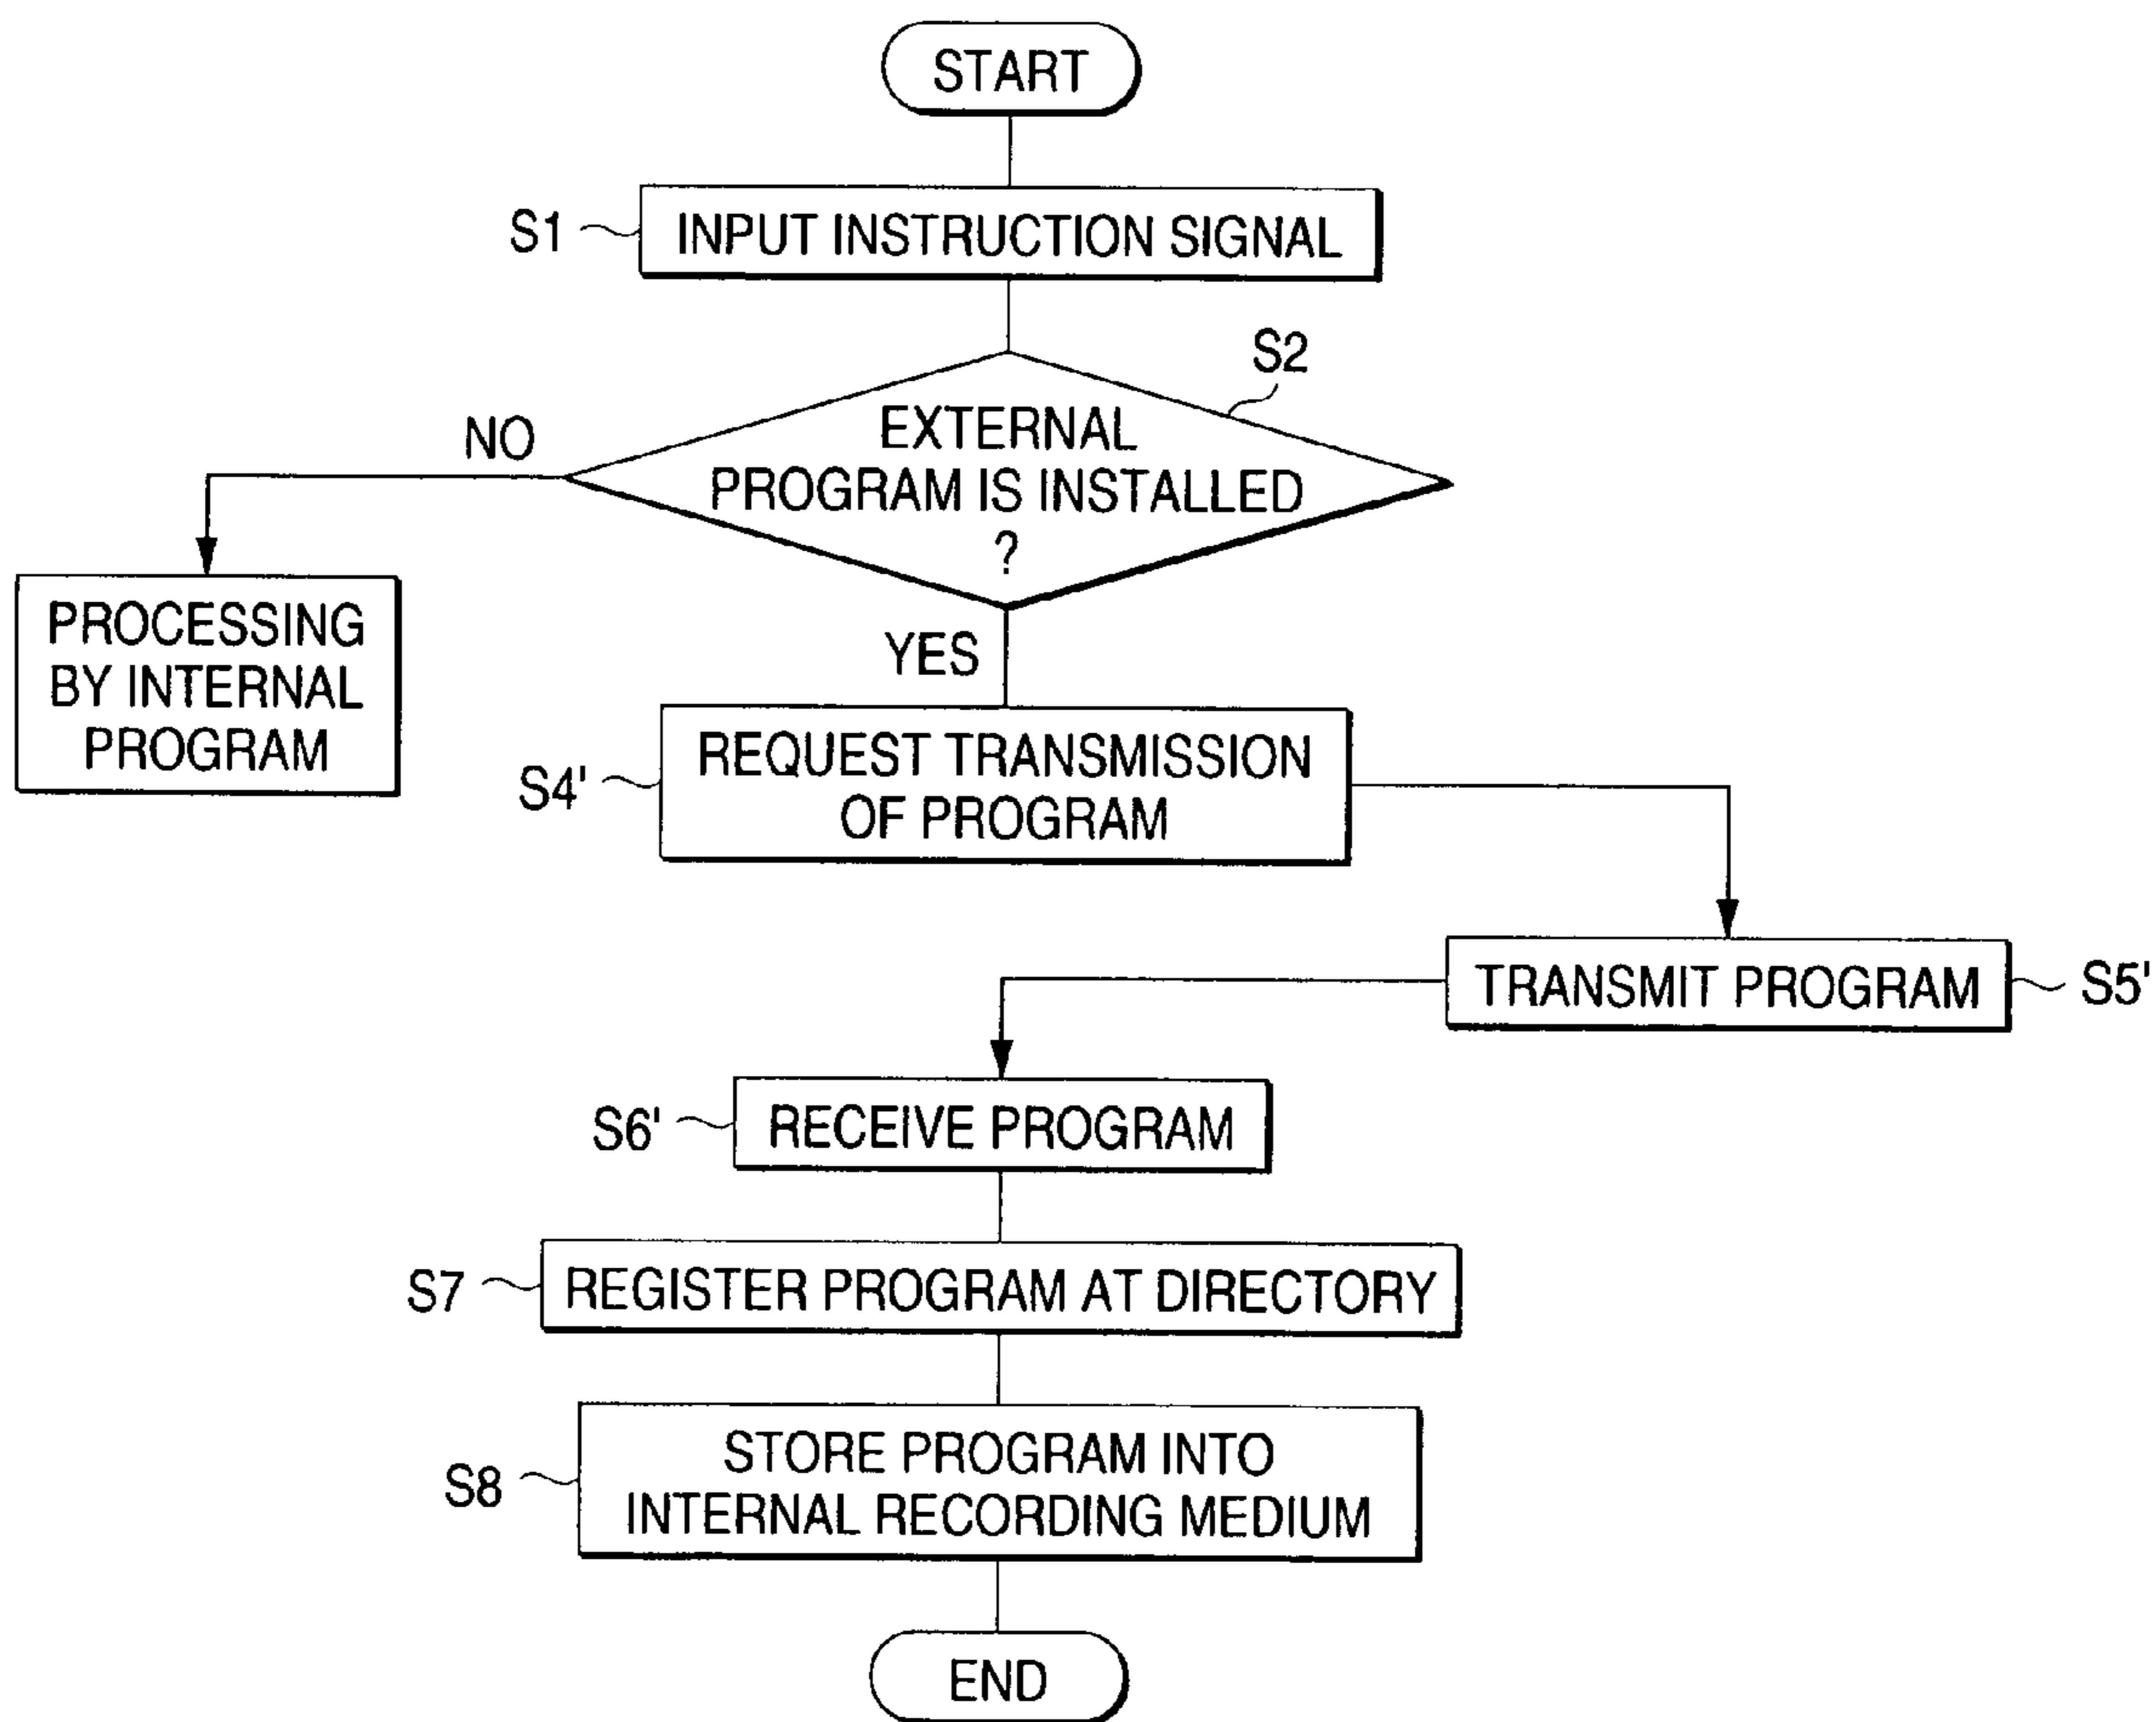 START
S1
INPUT INSTRUCTION SIGNAL
S2
EXTERNAL
PROGRAM IS INSTALLED
?
NO
PROCESSING
BY INTERNAL
PROGRAM
YES
S4'
REQUEST TRANSMISSION
OF PROGRAM
TRANSMIT PROGRAM
S5'
S6'
RECEIVE PROGRAM
S7
REGISTER PROGRAM AT DIRECTORY
S8
STORE PROGRAM INTO
INTERNAL RECORDING MEDIUM
END